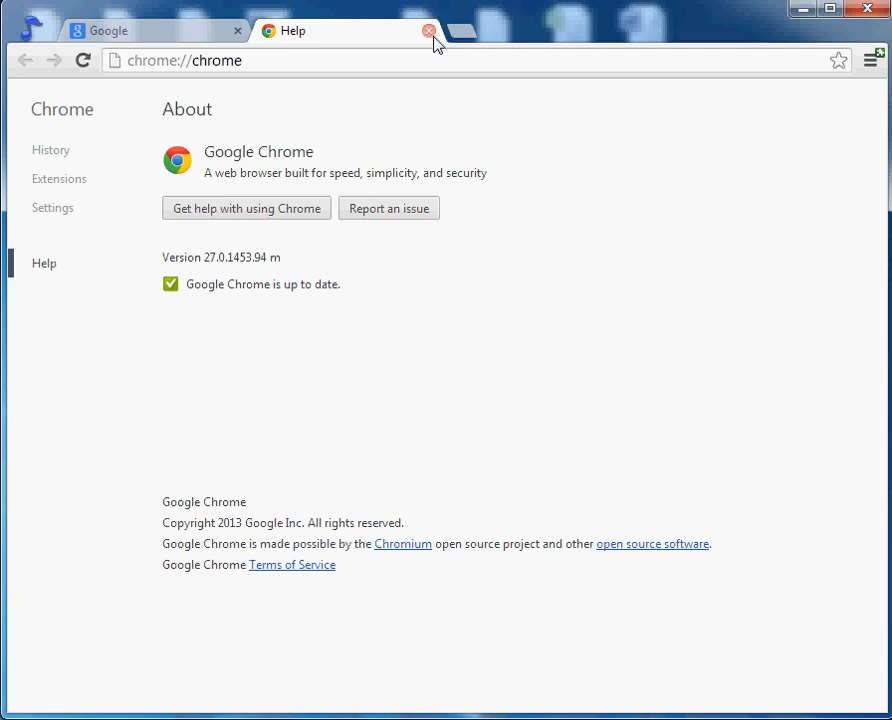 Google
Help
chrome://chrome
Chrome
About
History
Extensions
Settings
Help
Google Chrome
A web browser built for speed, simplicity, and security
Get help with using Chrome
Report an issue
Version 27.0.1453.94 m
Google Chrome is up to date.
Google Chrome
Copyright 2013 Google Inc. All rights reserved.
Google Chrome is made possible by the Chromium open source project and other open source software.
Google Chrome Terms of Service